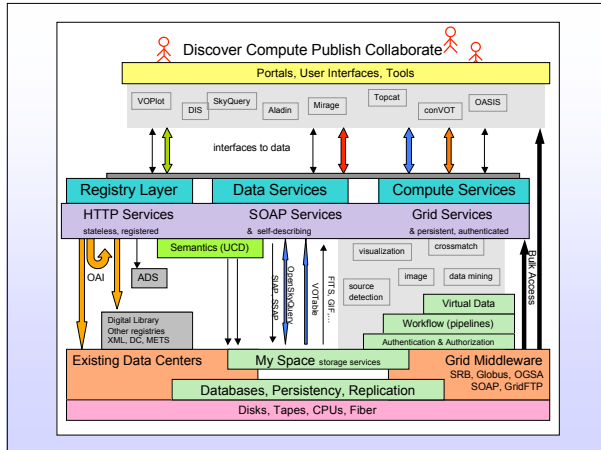 Discover Compute Publish Collaborate
Portals, User Interfaces, Tools
VOPlot
DIS
SkyQuery
Aladin
Mirage
Topcat
conVOT
OASIS
interfaces to data
Registry Layer
Data Services
Compute Services
HTTP Services
stateless, registered
SOAP Services
& self-describing
Grid Services
& persistent, authenticated
OAI
ADS
Semantics (UCD)
SIAP, SSAP
OpenSkyQuery
VOTable
FITS, GIF,...
visualization
crossmatch
image
data mining
source
detection
Bulk Access
Digital Library
Other registries
XML, DC, METS
Virtual Data
Workflow (pipelines)
Authentication & Authorization
Existing Data Centers
My Space storage services
Grid Middleware
SRB, Globus, OGSA
SOAP, GridFTP
Databases, Persistency, Replication
Disks, Tapes, CPUs, Fiber